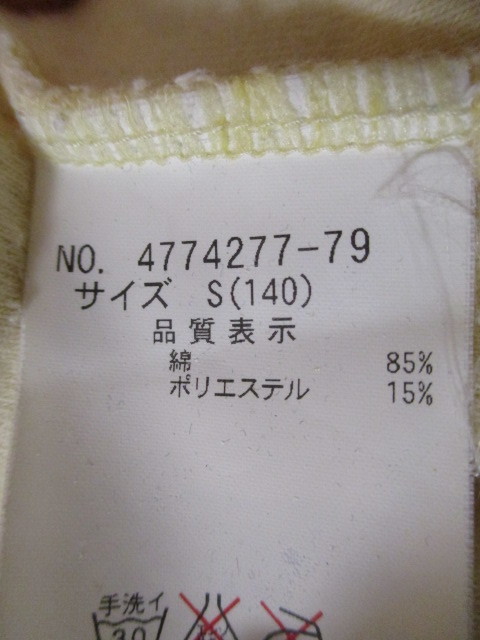 NO. 4774277-79
サイズ S(140)
品質表示
綿 85%
ポリエステル 15%
手洗イ
30